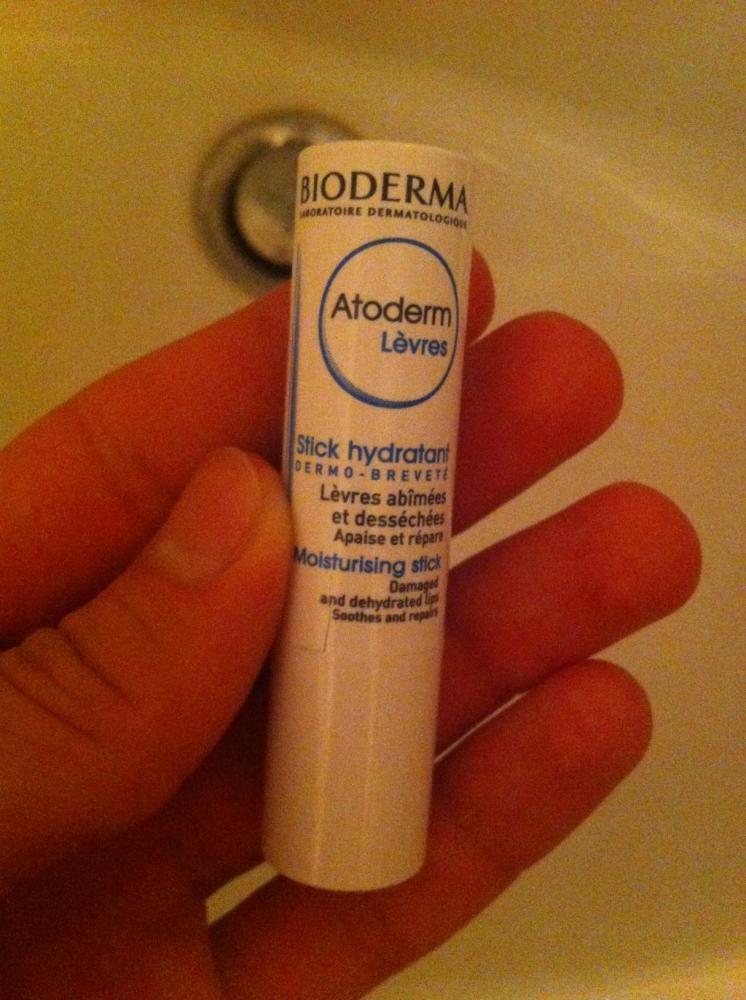 BIODERMA
LABORATOIRE DERMATOLOGIQUE
Atoderm
Lèvres
Stick hydratant
DERMO-BREVETÉ
Lèvres abîmées
et desséchées
Apaise et répare
Moisturising stick
Damaged
and dehydrated lips
Soothes and repairs